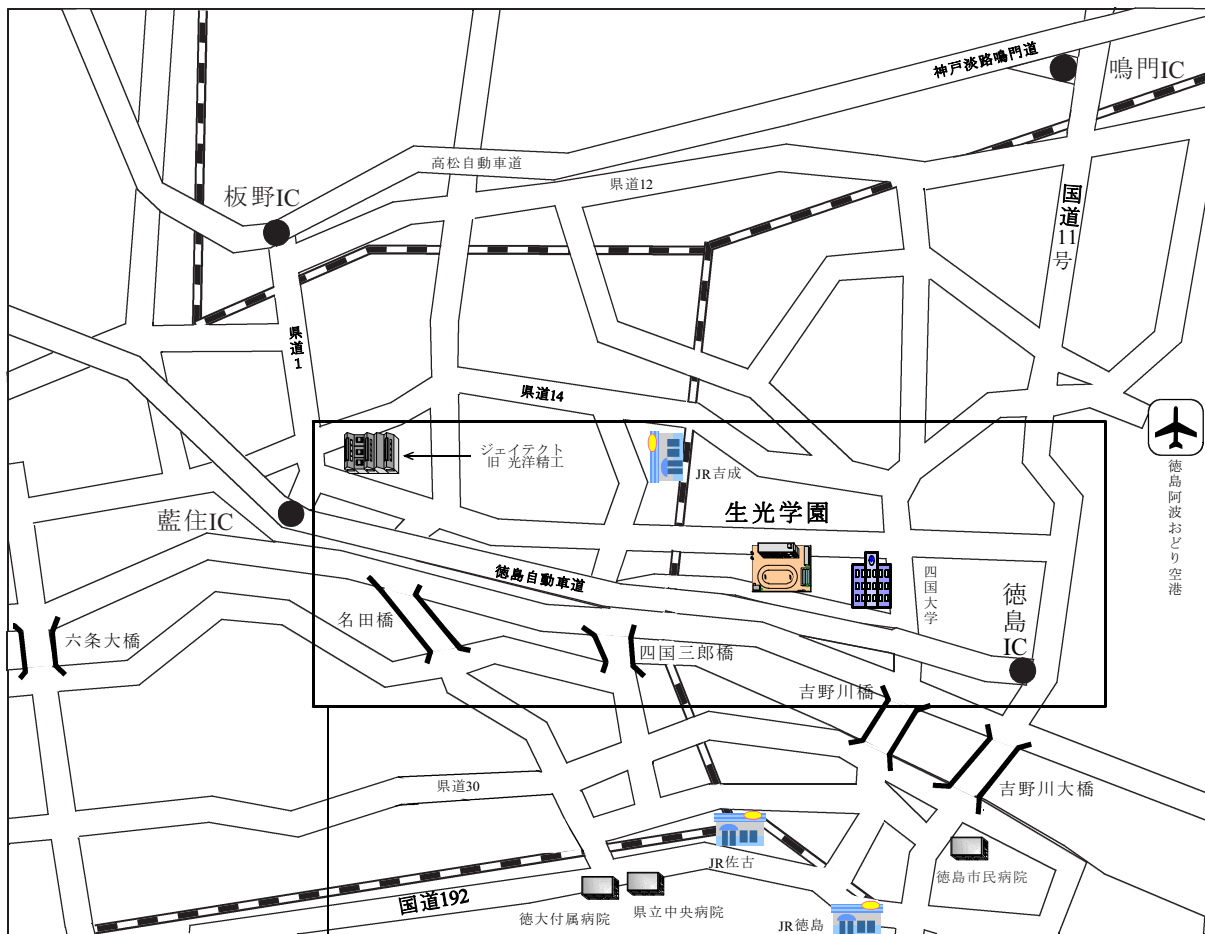 神戸淡路鳴門道
鳴門IC
高松自動車道
県道12
板野IC
国道11号
県道1
県道14
ジェイテクト
旧 光洋精工
JR吉成
徳島阿波おどり空港
生光学園
藍住IC
徳島自動車道
四国大学
徳島IC
名田橋
六条大橋
四国三郎橋
吉野川橋
県道30
吉野川大橋
JR佐古
徳島市民病院
国道192
徳大付属病院
県立中央病院
JR徳島